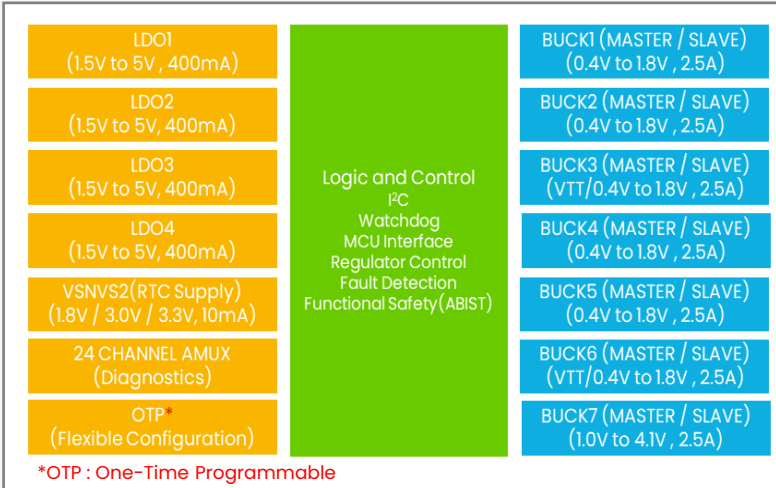 LDO1
(1.5V to 5V , 400mA)
LDO2
(1.5V to 5V, 400mA)
LDO3
(1.5V to 5V, 400mA)
LDO4
(1.5V to 5V, 400mA)
VSNVS2(RTC Supply)
(1.8V / 3.0V / 3.3V, 10mA)
24 CHANNEL AMUX
(Diagnostics)
OTP*
(Flexible Configuration)
Logic and Control
I²C
Watchdog
MCU Interface
Regulator Control
Fault Detection
Functional Safety(ABIST)
BUCK1 (MASTER / SLAVE)
(0.4V to 1.8V , 2.5A)
BUCK2 (MASTER / SLAVE)
(0.4V to 1.8V , 2.5A)
BUCK3 (MASTER / SLAVE)
(VTT/0.4V to 1.8V , 2.5A)
BUCK4 (MASTER / SLAVE)
(0.4V to 1.8V , 2.5A)
BUCK5 (MASTER / SLAVE)
(0.4V to 1.8V , 2.5A)
BUCK6 (MASTER / SLAVE)
(VTT/0.4V to 1.8V , 2.5A)
BUCK7 (MASTER / SLAVE)
(1.0V to 4.1V , 2.5A)
*OTP : One-Time Programmable